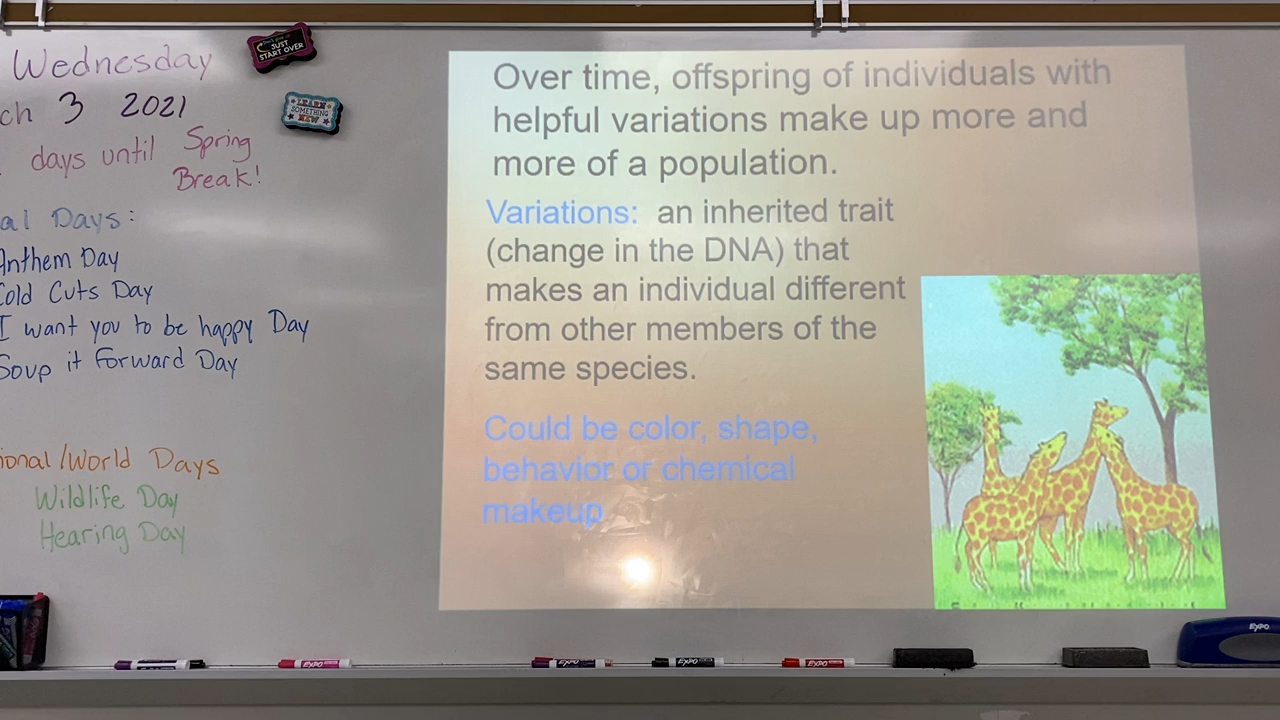 Wednesday
ch 3 2021
days until Spring
Break!
al Days:
Anthem Day
Cold Cuts Day
I want you to be happy Day
Soup it Forward Day
ional/World Days
Wildlife Day
Hearing Day
JUST
START OVER
LEARN
SOMETHING
NEW
Over time, offspring of individuals with
helpful variations make up more and
more of a population.
Variations: an inherited trait
(change in the DNA) that
makes an individual different
from other members of the
same species.
Could be color, shape,
behavior or chemical
makeup
EXPO
EXPO
EXPO
EXPO
EXPO